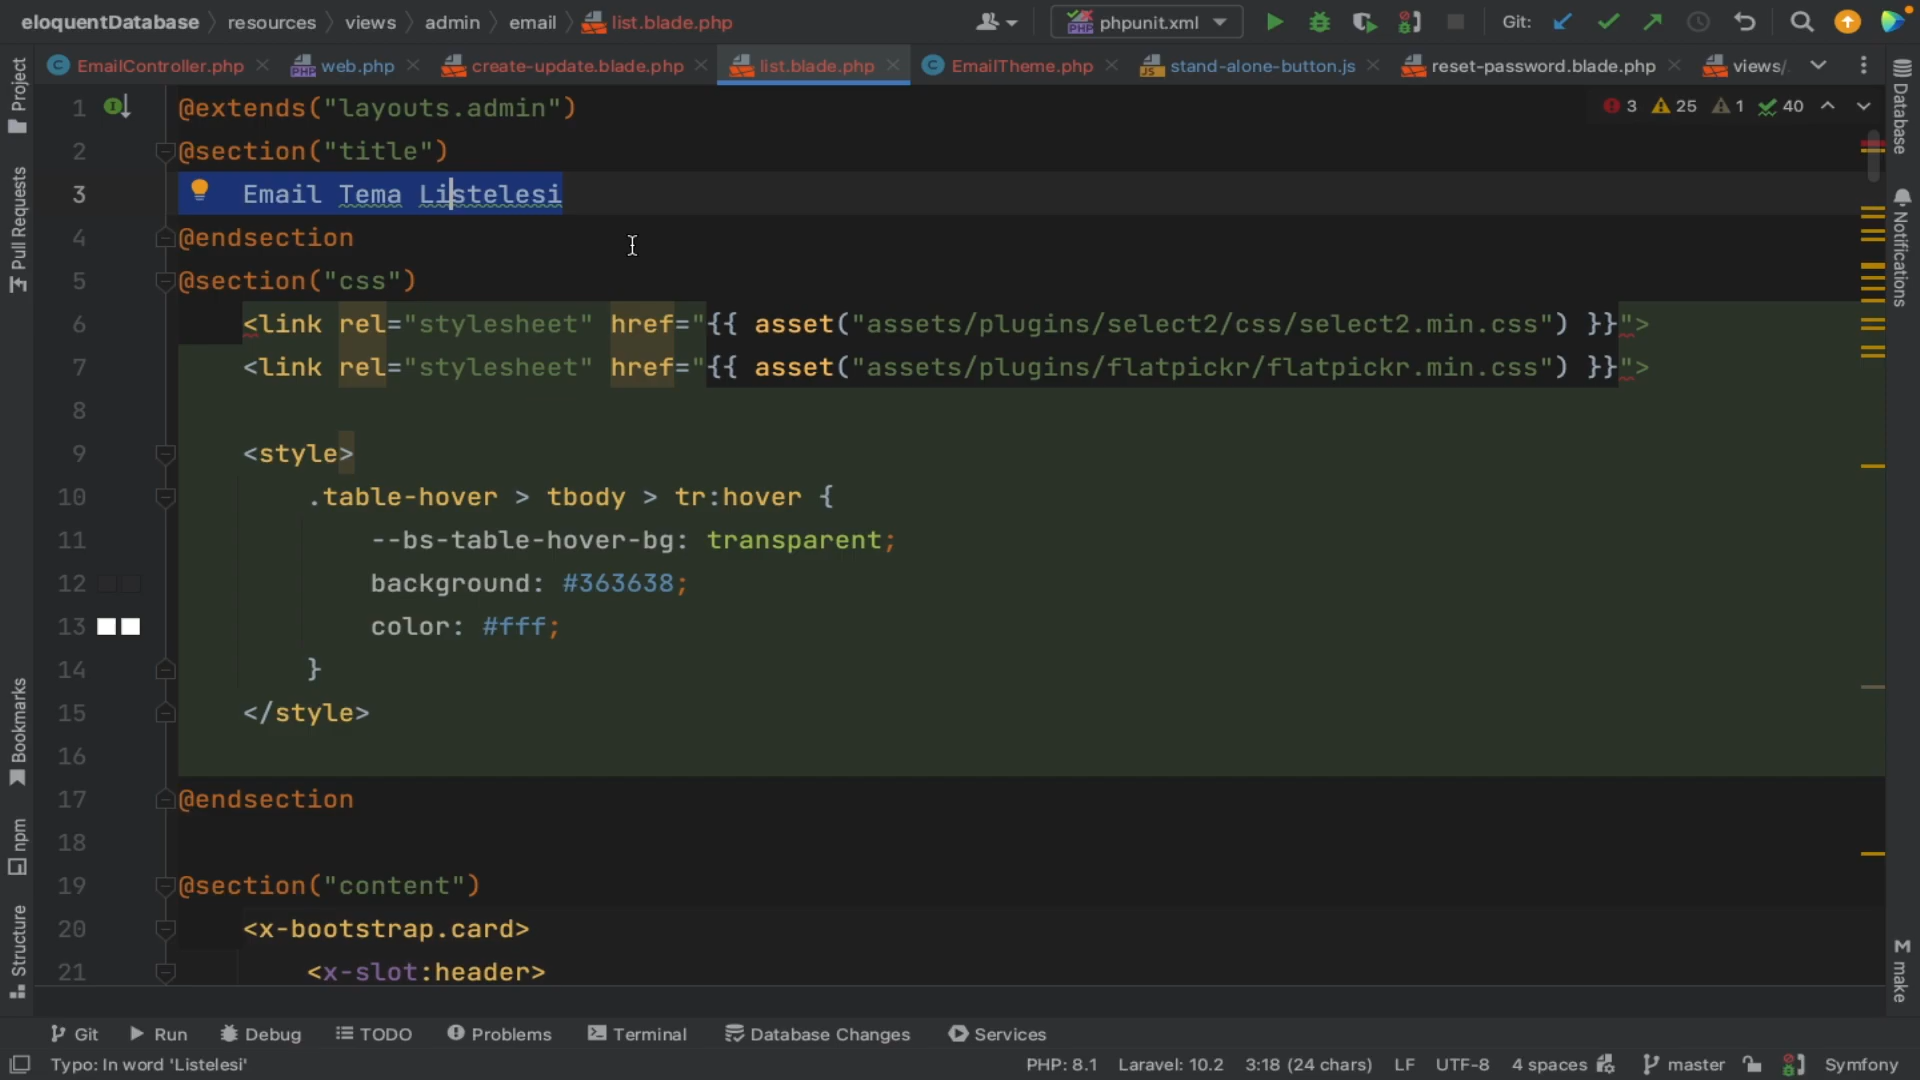 eloquentDatabase resources views admin email list.blade.php phpunit.xml Git:
EmailController.php web.php create-update.blade.php list.blade.php EmailTheme.php stand-alone-button.js reset-password.blade.php views/
1 @extends("layouts.admin")
3 25 1 40
2 @section("title")
3 Email Tema Listelesi
4 @endsection
5 @section("css")
6 <link rel="stylesheet" href="{{ asset("assets/plugins/select2/css/select2.min.css") }}">
7 <link rel="stylesheet" href="{{ asset("assets/plugins/flatpickr/flatpickr.min.css") }}">
8
9 <style>
10 .table-hover > tbody > tr:hover {
11 --bs-table-hover-bg: transparent;
12 background: #363638;
13 color: #fff;
14 }
15 </style>
16
17 @endsection
18
19 @section("content")
20 <x-bootstrap.card>
21 <x-slot:header>
Project
Pull Requests
Bookmarks
npm
Structure
Database
Notifications
make
Git Run Debug TODO Problems Terminal Database Changes Services
Typo: In word 'Listelesi' PHP: 8.1 Laravel: 10.2 3:18 (24 chars) LF UTF-8 4 spaces master Symfony